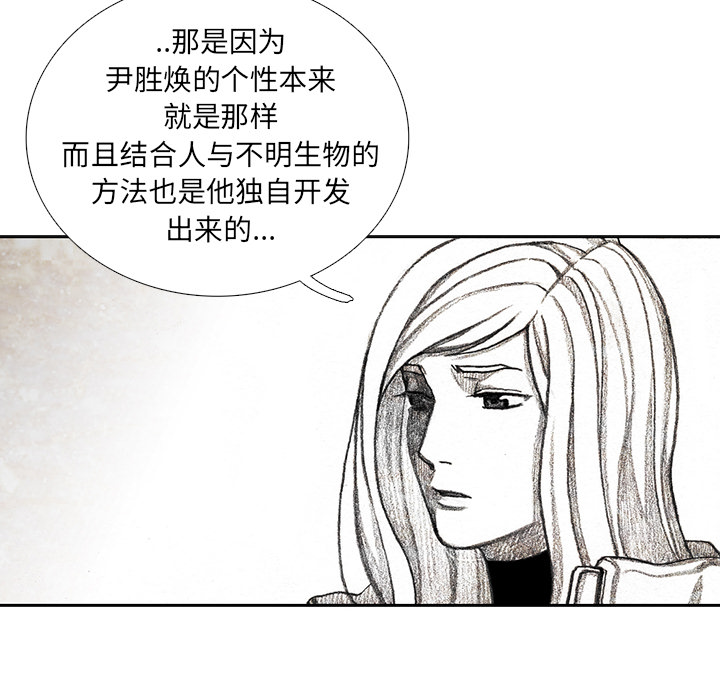 ..那是因为
尹胜焕的个性本来
就是那样
而且结合人与不明生物的
方法也是他独自开发
出来的...